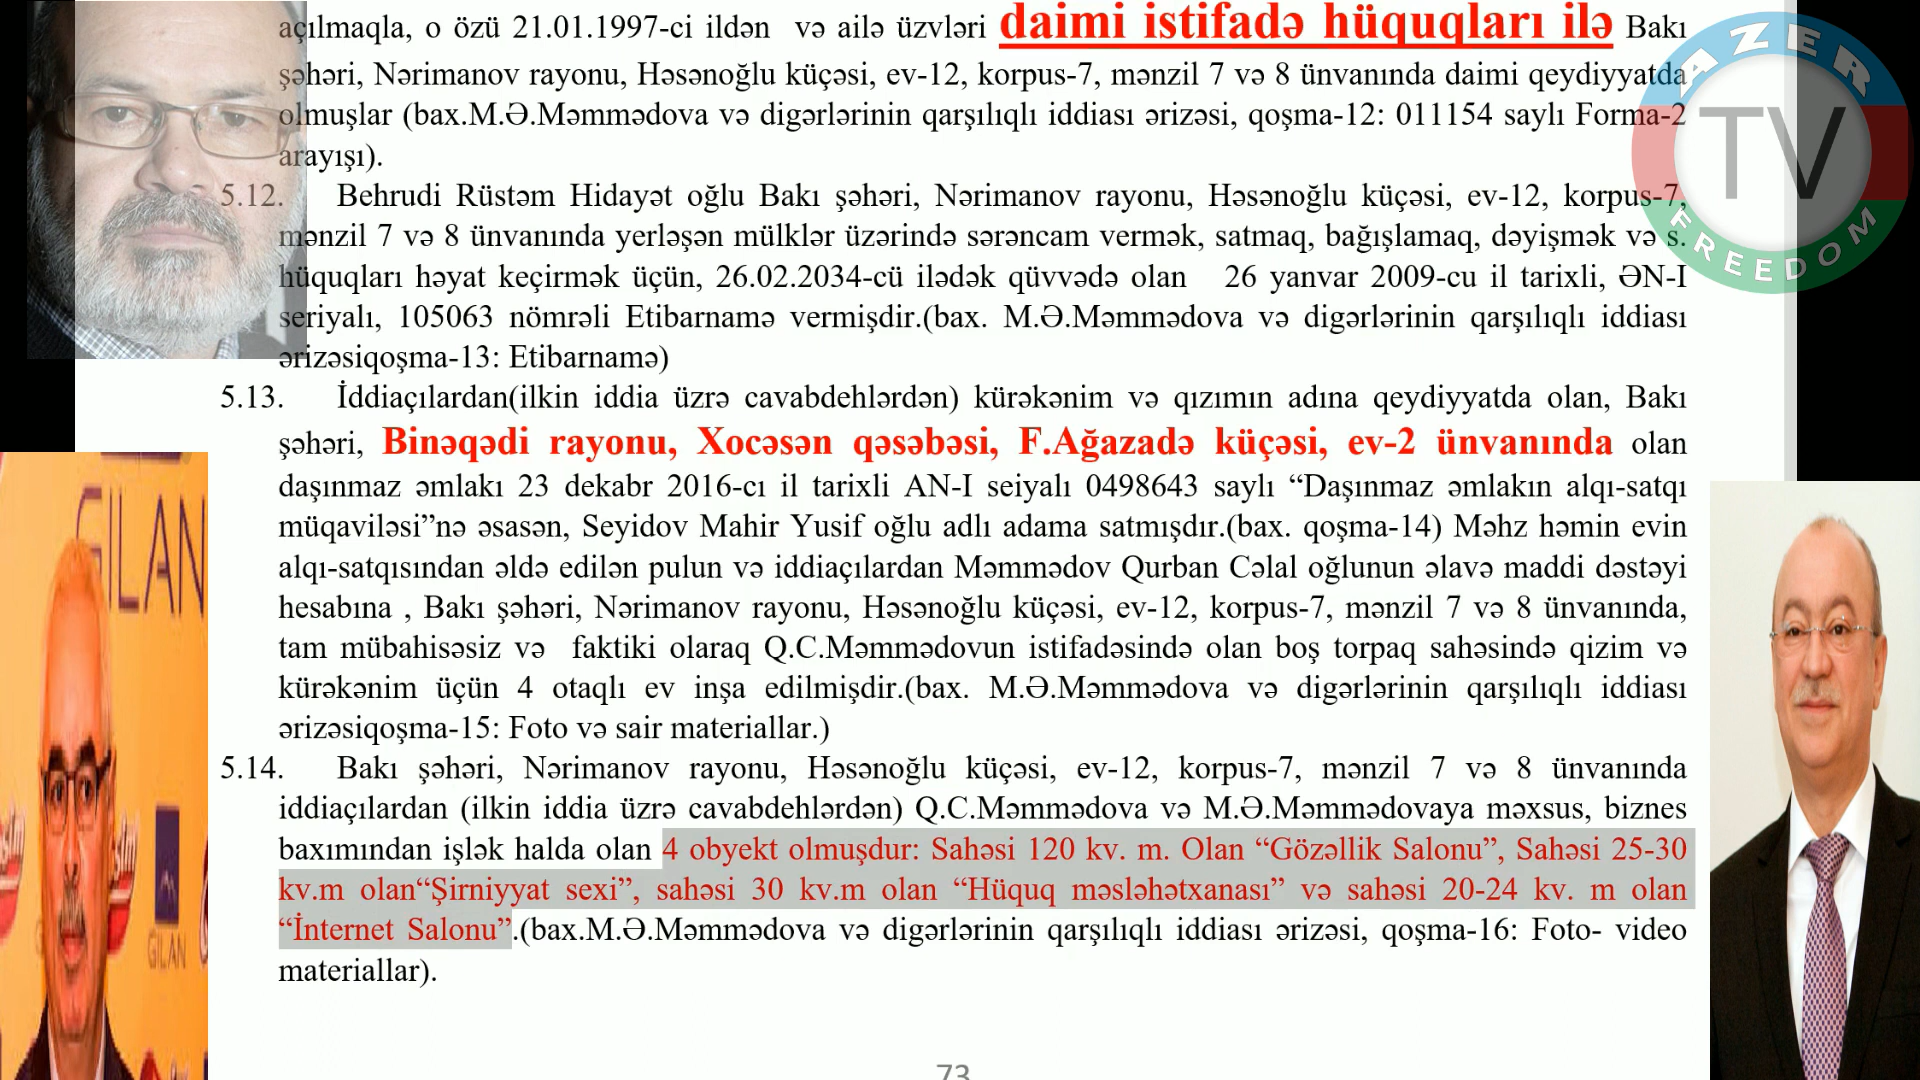 açılmaqla, o özü 21.01.1997-ci ildən və ailə üzvləri daimi istifadə hüquqları ilə Bakı
şəhəri, Nərimanov rayonu, Həsənoğlu küçəsi, ev-12, korpus-7, mənzil 7 və 8 ünvanında daimi qeydiyyatda
olmuşlar (bax.M.Ə.Məmmədova və digərlərinin qarşılıqlı iddiası ərizəsi, qoşma-12: 011154 saylı Forma-2
arayışı).
5.12. Behrudi Rüstəm Hidayət oğlu Bakı şəhəri, Nərimanov rayonu, Həsənoğlu küçəsi, ev-12, korpus-7,
mənzil 7 və 8 ünvanında yerləşən mülklər üzərində sərəncam vermək, satmaq, bağışlamaq, dəyişmək və s.
hüquqları həyat keçirmək üçün, 26.02.2034-cü ilədək qüvvədə olan 26 yanvar 2009-cu il tarixli, ƏN-I
seriyalı, 105063 nömrəli Etibarnamə vermişdir.(bax. M.Ə.Məmmədova və digərlərinin qarşılıqlı iddiası
ərizəsiqoşma-13: Etibarnamə)
5.13. İddiaçılardan(ilkin iddia üzrə cavabdehlərdən) kürəkənim və qızımın adına qeydiyyatda olan, Bakı
şəhəri, Binəqədi rayonu, Xocəsən qəsəbəsi, F.Ağazadə küçəsi, ev-2 ünvanında olan
daşınmaz əmlakı 23 dekabr 2016-cı il tarixli AN-I seiyalı 0498643 saylı “Daşınmaz əmlakın alqı-satqı
müqaviləsi”nə əsasən, Seyidov Mahir Yusif oğlu adlı adama satmışdır.(bax. qoşma-14) Məhz həmin evin
alqı-satqısından əldə edilən pulun və iddiaçılardan Məmmədov Qurban Cəlal oğlunun əlavə maddi dəstəyi
hesabına , Bakı şəhəri, Nərimanov rayonu, Həsənoğlu küçəsi, ev-12, korpus-7, mənzil 7 və 8 ünvanında,
tam mübahisəsiz və faktiki olaraq Q.C.Məmmədovun istifadəsində olan boş torpaq sahəsində qizim və
kürəkənim üçün 4 otaqlı ev inşa edilmişdir.(bax. M.Ə.Məmmədova və digərlərinin qarşılıqlı iddiası
ərizəsiqoşma-15: Foto və sair materiallar.)
5.14. Bakı şəhəri, Nərimanov rayonu, Həsənoğlu küçəsi, ev-12, korpus-7, mənzil 7 və 8 ünvanında
iddiaçılardan (ilkin iddia üzrə cavabdehlərdən) Q.C.Məmmədova və M.Ə.Məmmədovaya məxsus, biznes
baxımından işlək halda olan 4 obyekt olmuşdur: Sahəsi 120 kv. m. Olan “Gözəllik Salonu”, Sahəsi 25-30
kv.m olan“Şirniyyat sexi”, sahəsi 30 kv.m olan “Hüquq məsləhətxanası” və sahəsi 20-24 kv. m olan
“İnternet Salonu”.(bax.M.Ə.Məmmədova və digərlərinin qarşılıqlı iddiası ərizəsi, qoşma-16: Foto- video
materiallar).
73
AZER
TV
FREEDOM
GILAN
GILAN